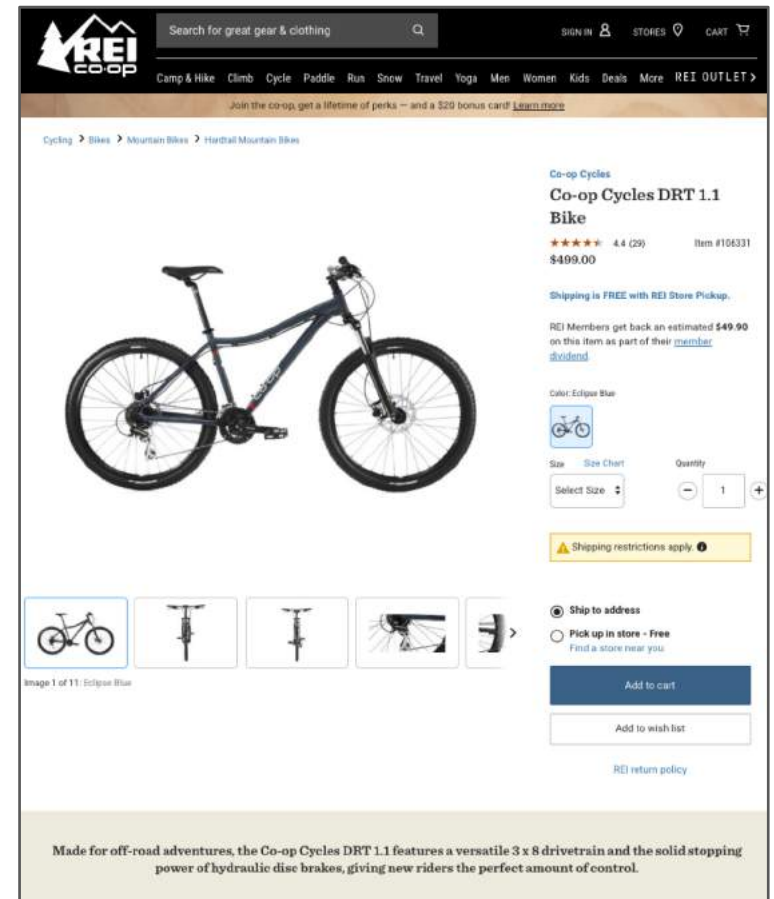 REI
co·op
Search for great gear & clothing
SIGN IN
STORES
CART
Camp & Hike Climb Cycle Paddle Run Snow Travel Yoga Men Women Kids Deals More REI OUTLET
Join the co-op, get a lifetime of perks — and a $20 bonus card! Learn more
Cycling > Bikes > Mountain Bikes > Hardtail Mountain Bikes
Co-op Cycles
Co-op Cycles DRT 1.1
Bike
4.4 (29) Item #106331
$499.00
Shipping is FREE with REI Store Pickup.
REI Members get back an estimated $49.90
on this item as part of their member
dividend.
Color: Eclipse Blue
Size Size Chart Quantity
Select Size 1
Shipping restrictions apply.
co-op
Ship to address
Pick up in store - Free
Find a store near you
Image 1 of 11: Eclipse Blue
Add to cart
Add to wish list
REI return policy
Made for off-road adventures, the Co-op Cycles DRT 1.1 features a versatile 3 x 8 drivetrain and the solid stopping
power of hydraulic disc brakes, giving new riders the perfect amount of control.